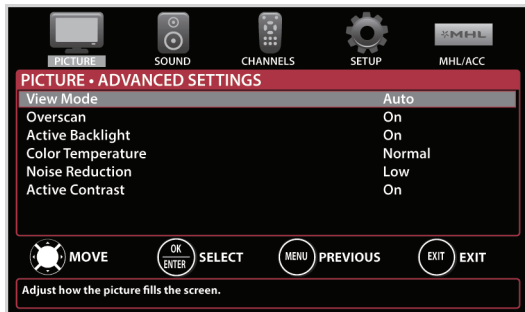 MHL
PICTURE SOUND CHANNELS SETUP MHL/ACC
PICTURE • ADVANCED SETTINGS
View Mode Auto
Overscan On
Active Backlight On
Color Temperature Normal
Noise Reduction Low
Active Contrast On
MOVE OK ENTER SELECT MENU PREVIOUS EXIT EXIT
Adjust how the picture fills the screen.